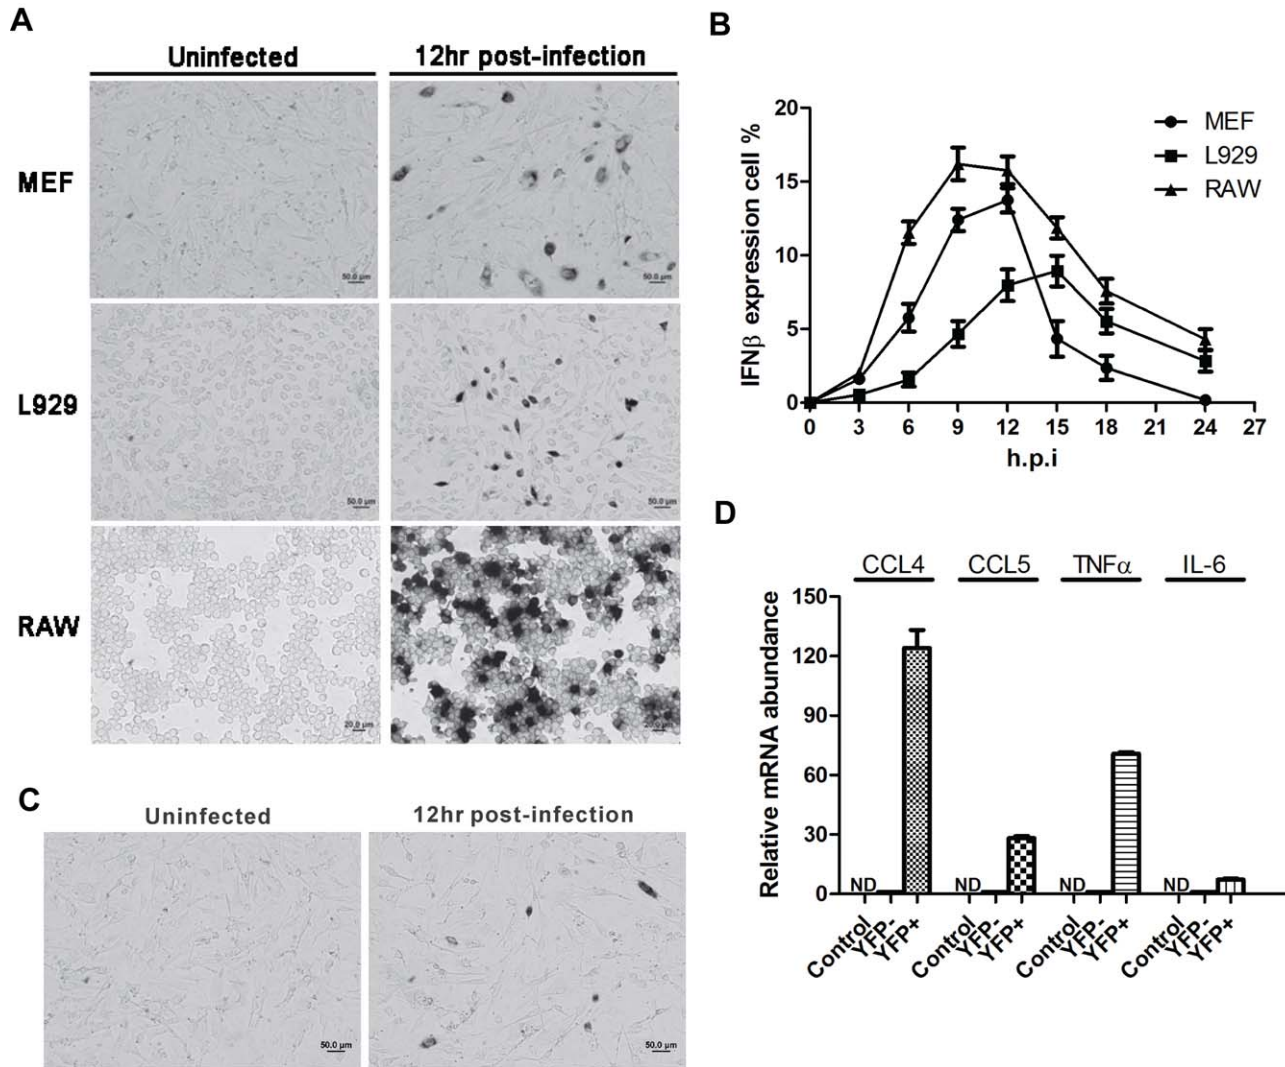 A
Uninfected
12hr post-infection
MEF
50.0 µm
50.0 µm
L929
50.0 µm
50.0 µm
RAW
20.0 µm
B
IFNβ expression cell %
20
15
10
5
0
MEF
L929
RAW
0 3 6 9 12 15 18 21 24 27
h.p.i
C
Uninfected
12hr post-infection
50.0 µm
50.0 µm
D
CCL4 CCL5 TNFα IL-6
Relative mRNA abundance
150
120
90
60
30
0
ND ND ND ND
Control YFP- YFP+ Control YFP- YFP+ Control YFP- YFP+ Control YFP- YFP+